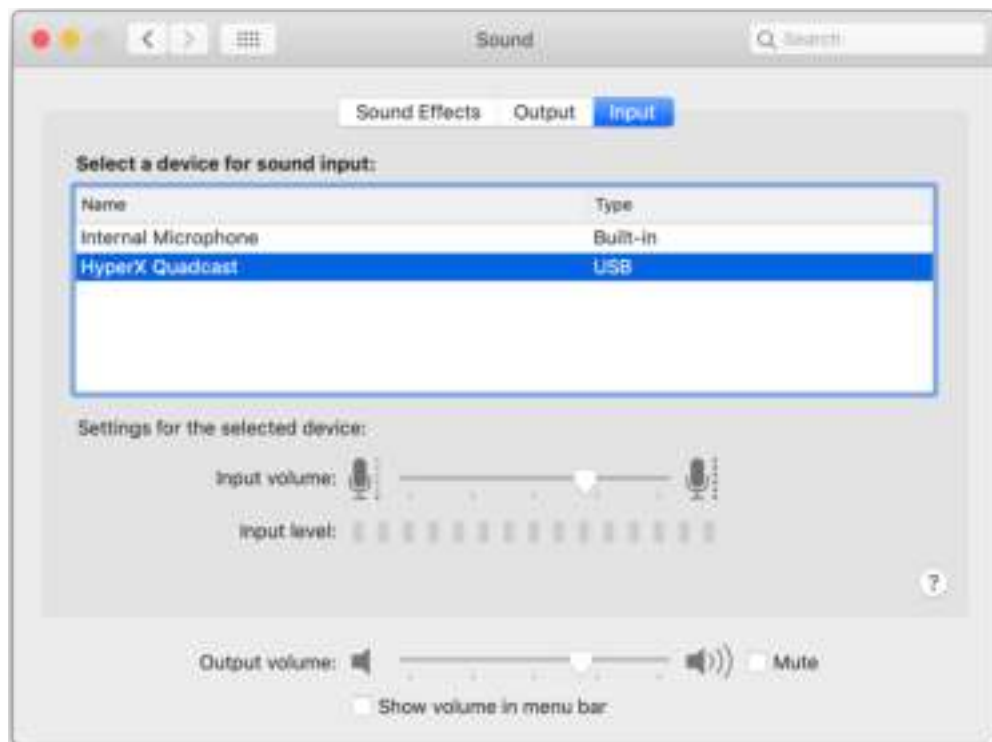 Sound
Search
Sound Effects Output Input
Select a device for sound input:
Name Type
Internal Microphone Built-in
HyperX Quadcast USB
Settings for the selected device:
Input volume:
Input level:
?
Output volume: Mute
Show volume in menu bar